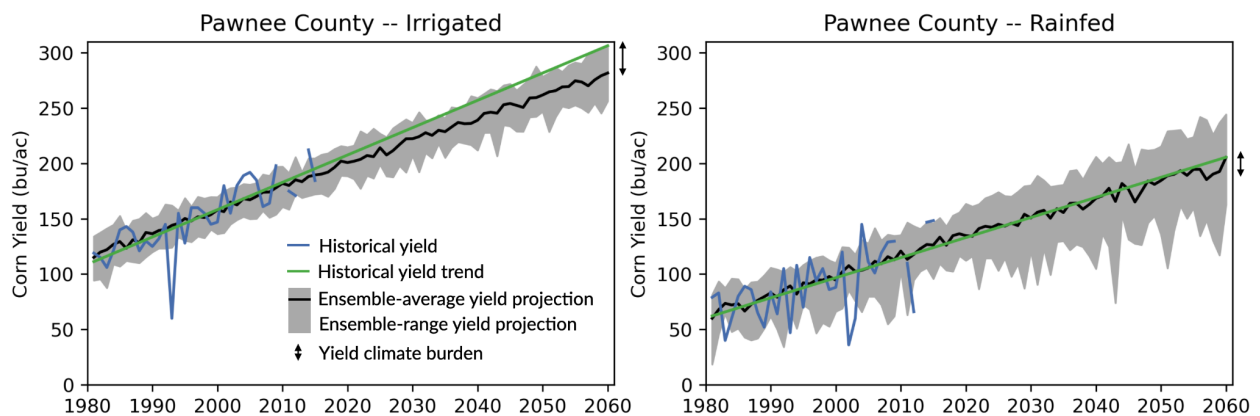 Pawnee County -- Irrigated
Corn Yield (bu/ac)
300
250
200
150
100
50
0
1980 1990 2000 2010 2020 2030 2040 2050 2060
Historical yield
Historical yield trend
Ensemble-average yield projection
Ensemble-range yield projection
Yield climate burden
Pawnee County -- Rainfed
Corn Yield (bu/ac)
300
250
200
150
100
50
0
1980 1990 2000 2010 2020 2030 2040 2050 2060